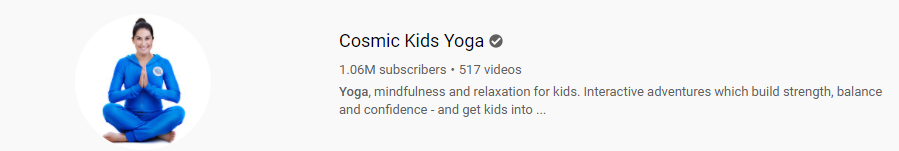 Cosmic Kids Yoga
1.06M subscribers • 517 videos
Yoga, mindfulness and relaxation for kids. Interactive adventures which build strength, balance
and confidence - and get kids into ...